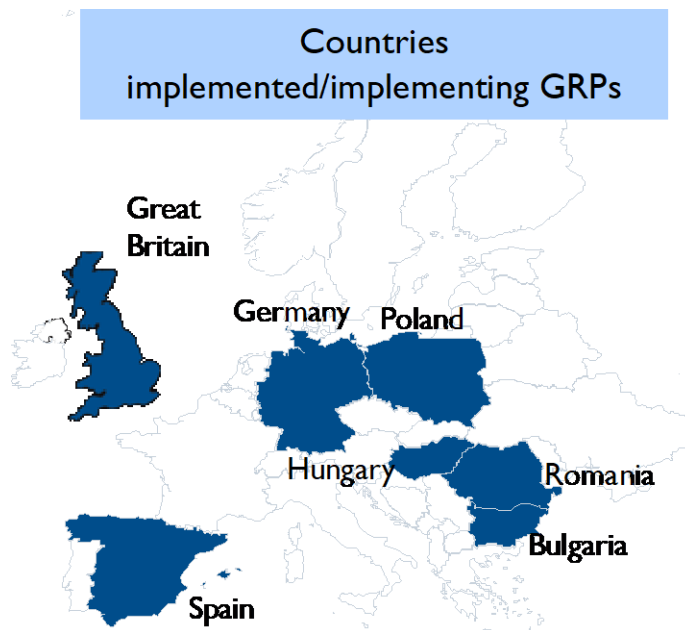 Countries
implemented/implementing GRPs
Great
Britain
Germany
Poland
Hungary
Romania
Bulgaria
Spain